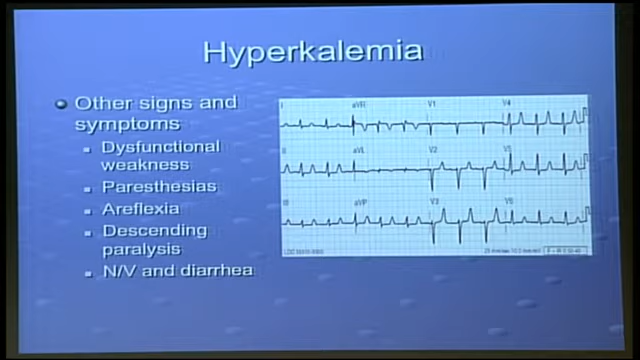 Hyperkalemia
Other signs and
symptoms
Dysfunctional
weakness
Paresthesias
Areflexia
Descending
paralysis
N/V and diarrhea
I
aVR
V1
V4
II
aVL
V2
V5
III
aVF
V3
V6